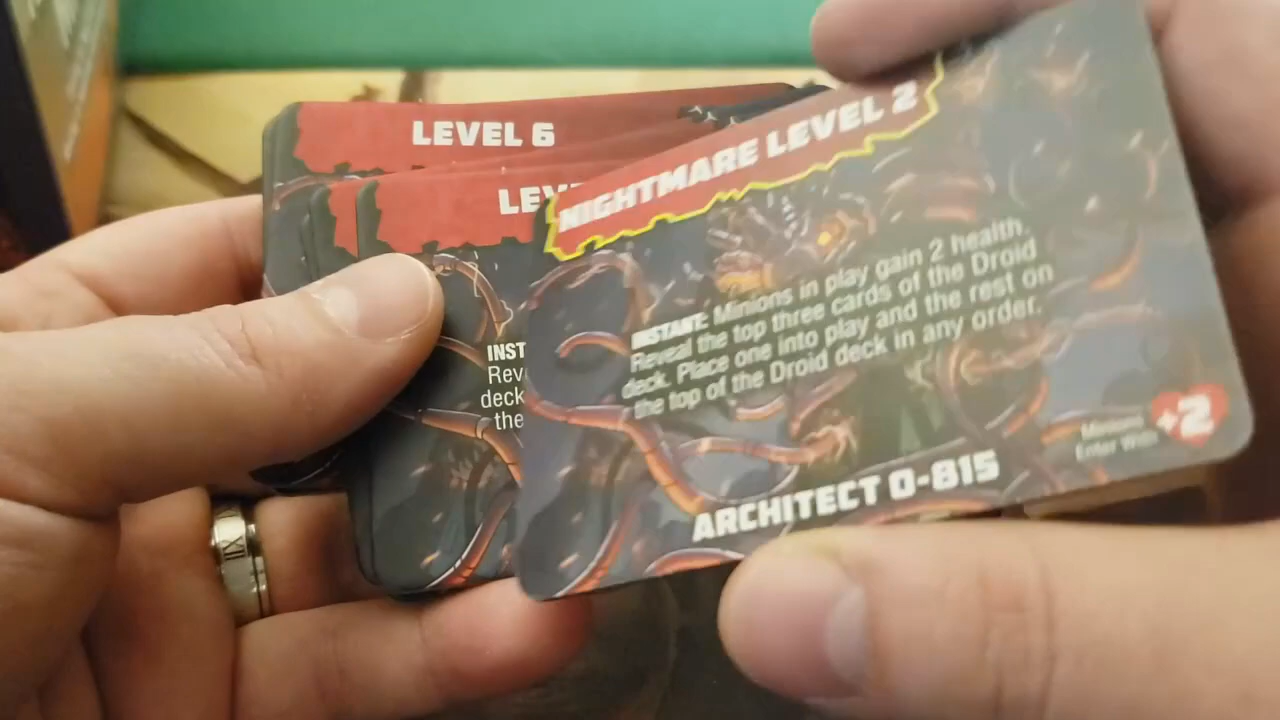 LEVEL 6
LEV
NIGHTMARE LEVEL 2
INSTANT: Minions in play gain 2 health.
Reveal the top three cards of the Droid
deck. Place one into play and the rest on
the top of the Droid deck in any order.
INST
Rev
deck
the
Minions
Enter With
+2
ARCHITECT O-815
IX